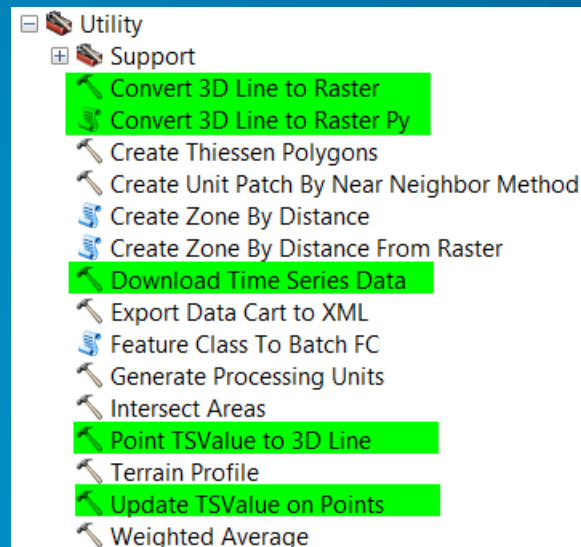 Utility
Support
Convert 3D Line to Raster
Convert 3D Line to Raster Py
Create Thiessen Polygons
Create Unit Patch By Near Neighbor Method
Create Zone By Distance
Create Zone By Distance From Raster
Download Time Series Data
Export Data Cart to XML
Feature Class To Batch FC
Generate Processing Units
Intersect Areas
Point TSValue to 3D Line
Terrain Profile
Update TSValue on Points
Weighted Average